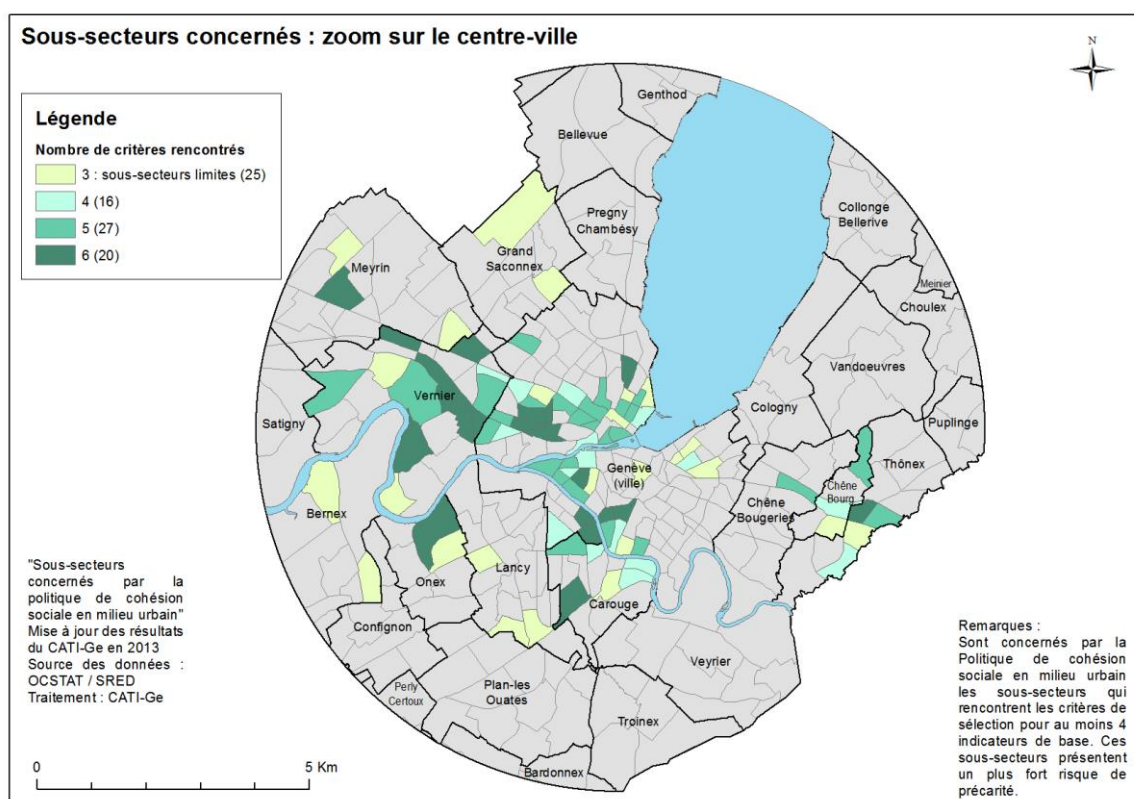 Sous-secteurs concernés : zoom sur le centre-ville
N
Légende
Nombre de critères rencontrés
3 : sous-secteurs limites (25)
4 (16)
5 (27)
6 (20)
Genthod
Bellevue
Collonge
Bellerive
Pregny
Chambésy
Grand
Saconnex
Meyrin
Meinier
Choulex
Vandoeuvres
Vernier
Cologny
Puplinge
Satigny
Thônex
Genève
(ville)
Chêne
Bourg
Chêne
Bougeries
Bernex
Lancy
Onex
Carouge
Confignon
Veyrier
Perly
Certoux
Plan-les
Ouates
Troinex
Bardonnex
"Sous-secteurs
concernés par la
politique de cohésion
sociale en milieu urbain"
Mise à jour des résultats
du CATI-Ge en 2013
Source des données :
OCSTAT / SRED
Traitement : CATI-Ge
0 5 Km
Remarques :
Sont concernés par la
Politique de cohésion
sociale en milieu urbain
les sous-secteurs qui
rencontrent les critères de
sélection pour au moins 4
indicateurs de base. Ces
sous-secteurs présentent
un plus fort risque de
précarité.